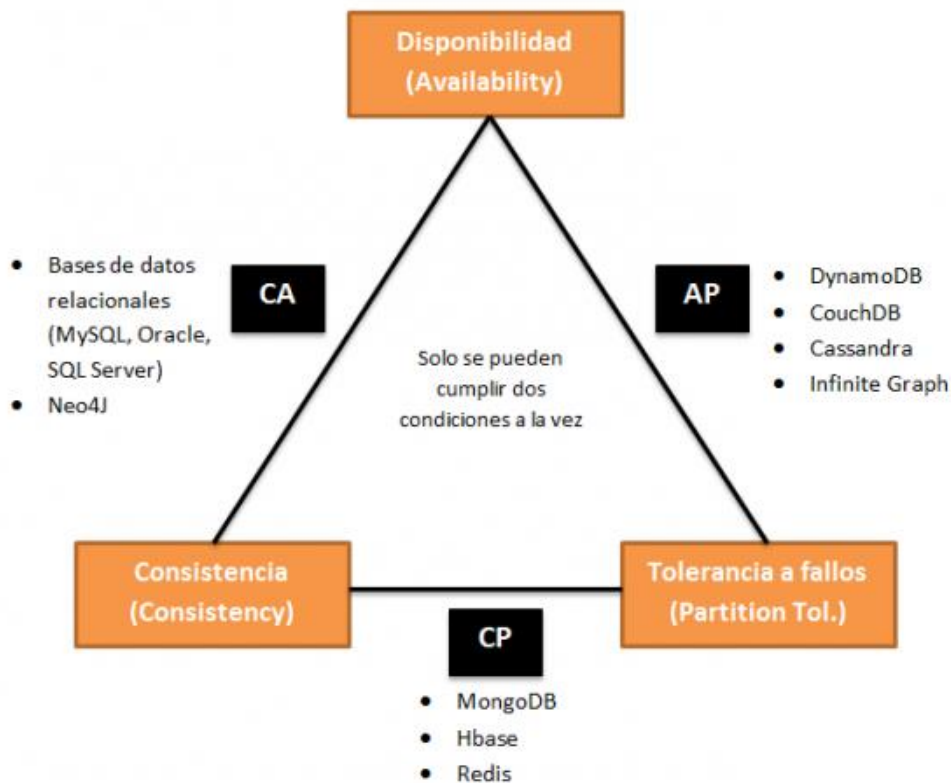 Disponibilidad
(Availability)
• Bases de datos
relacionales
(MySQL, Oracle,
SQL Server)
• Neo4J
CA
AP
• DynamoDB
• CouchDB
• Cassandra
• Infinite Graph
Solo se pueden
cumplir dos
condiciones a la vez
Consistencia
(Consistency)
Tolerancia a fallos
(Partition Tol.)
CP
• MongoDB
• Hbase
• Redis